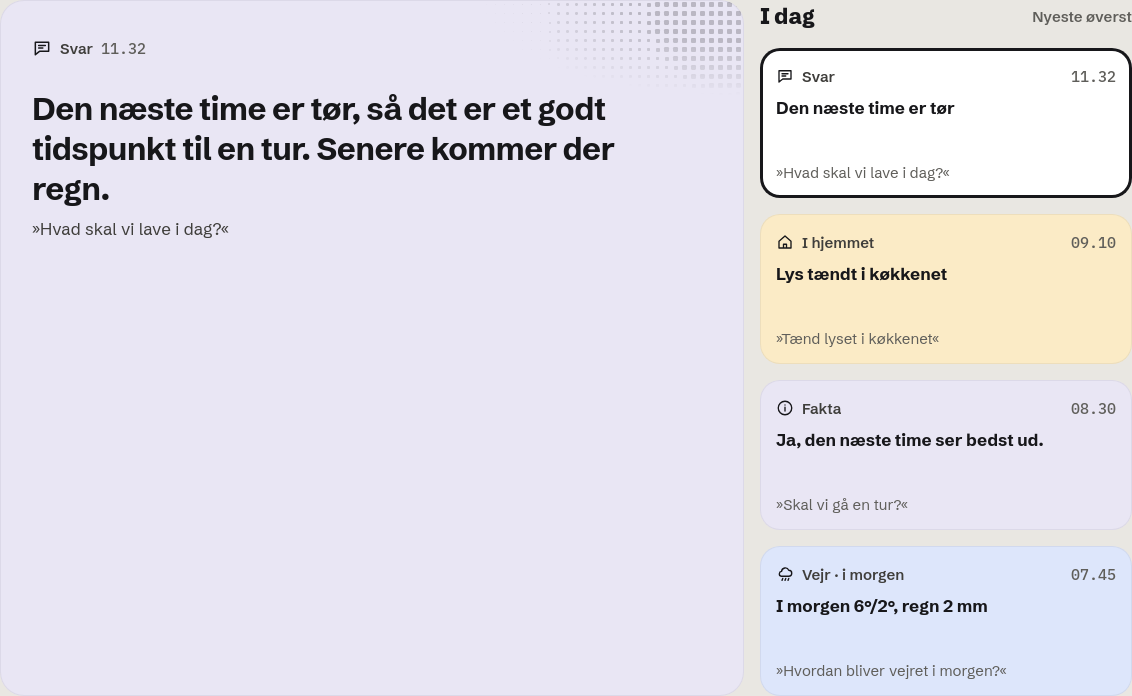 Svar 11.32
Den næste time er tør, så det er et godt
tidspunkt til en tur. Senere kommer der
regn.
»Hvad skal vi lave i dag?«
I dag
Nyeste øverst
Svar 11.32
Den næste time er tør
»Hvad skal vi lave i dag?«
I hjemmet 09.10
Lys tændt i køkkenet
»Tænd lyset i køkkenet«
Fakta 08.30
Ja, den næste time ser bedst ud.
»Skal vi gå en tur?«
Vejr · i morgen 07.45
I morgen 6°/2°, regn 2 mm
»Hvordan bliver vejret i morgen?«